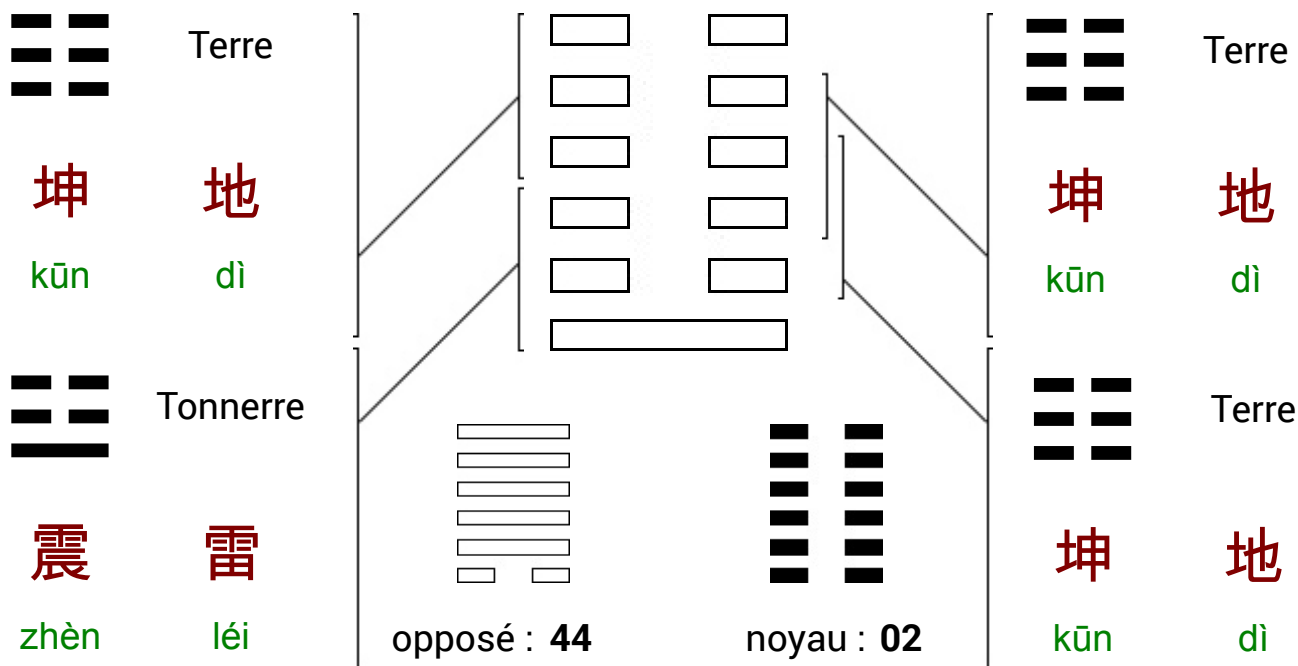 Terre
坤 地
kūn dì
Tonnerre
震 雷
zhèn léi
opposé : 44
noyau : 02
Terre
坤 地
kūn dì
Terre
坤 地
kūn dì